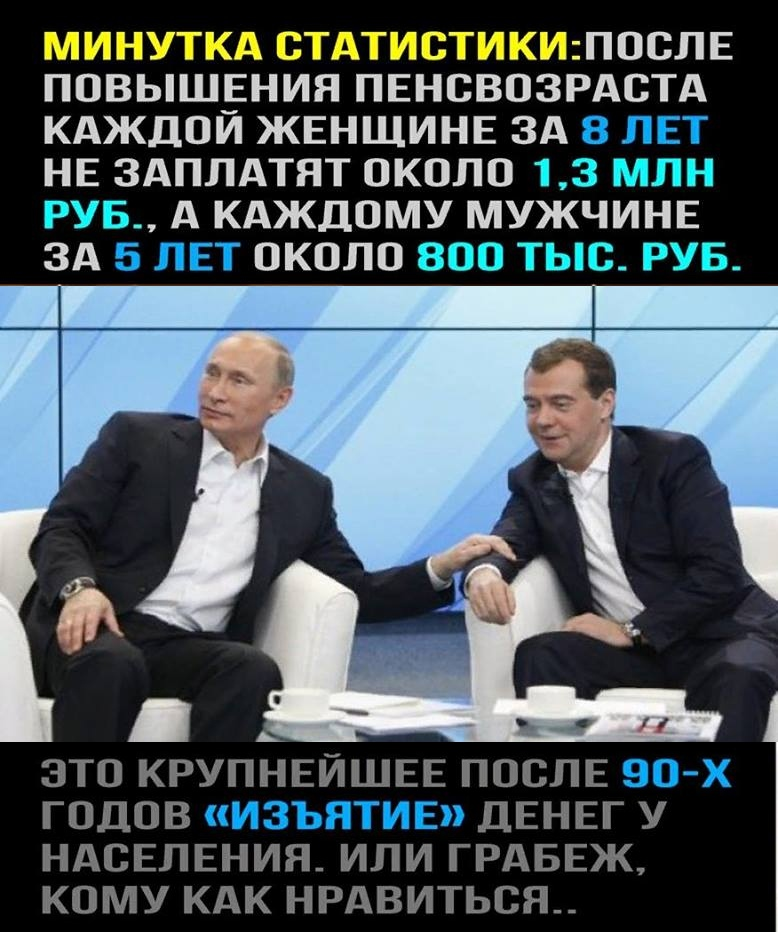 МИНУТКА СТАТИСТИКИ:ПОСЛЕ
ПОВЫШЕНИЯ ПЕНСВОЗРАСТА
КАЖДОЙ ЖЕНЩИНЕ ЗА 8 ЛЕТ
НЕ ЗАПЛАТЯТ ОКОЛО 1,3 МЛН
РУБ., А КАЖДОМУ МУЖЧИНЕ
ЗА 5 ЛЕТ ОКОЛО 800 ТЫС. РУБ.
ЭТО КРУПНЕЙШЕЕ ПОСЛЕ 90-Х
ГОДОВ «ИЗЪЯТИЕ» ДЕНЕГ У
НАСЕЛЕНИЯ. ИЛИ ГРАБЕЖ,
КОМУ КАК НРАВИТЬСЯ..